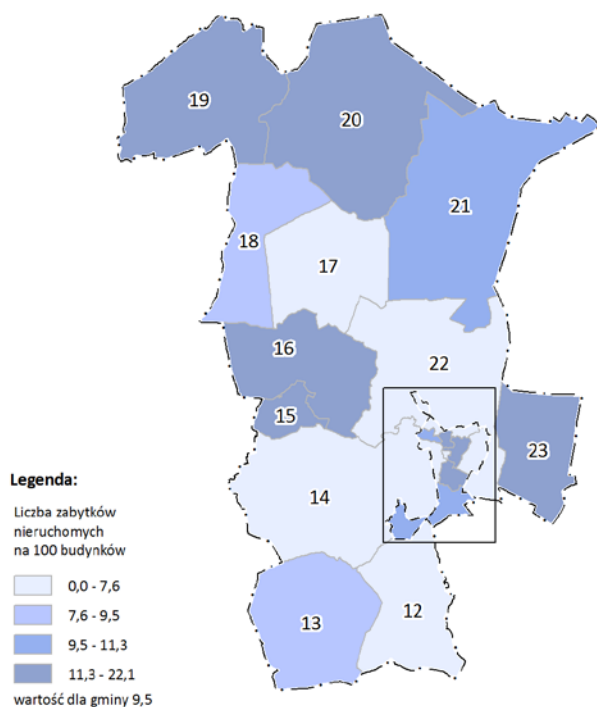 19
20
21
18
17
16
22
15
23
14
13
12
Legenda:
Liczba zabytków
nieruchomych
na 100 budynków
0,0 - 7,6
7,6 - 9,5
9,5 - 11,3
11,3 - 22,1
wartość dla gminy 9,5